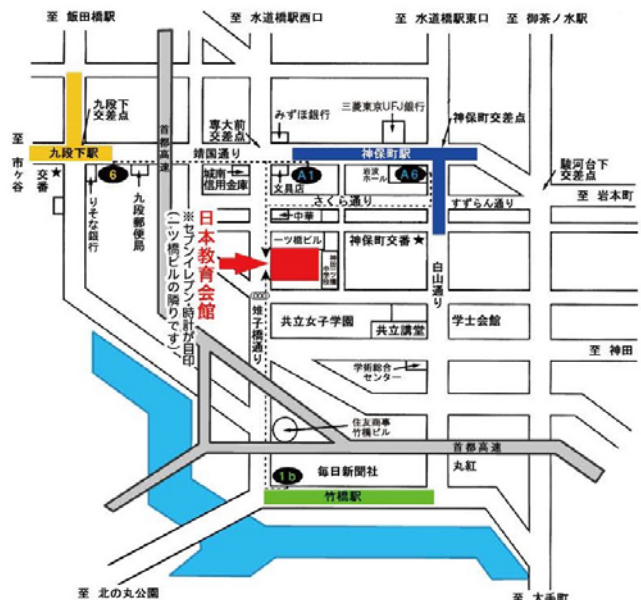 至 飯田橋駅
至 水道橋駅西口
至 水道橋駅東口
至 御茶ノ水駅
九段下
交差点
首都高速
専大前
交差点
みずほ銀行
三菱東京UFJ銀行
神保町交差点
至 市ヶ谷
九段下駅
靖国通り
神保町駅
駿河台下
交差点
交番
りそな銀行
6
九段郵便局
城南
信用金庫
A1
文具店
岩波
ホール
A6
至 岩本町
さくら通り
すずらん通り
中華
一ツ橋ビル
神保町交番★
日本教育会館
※セブンイレブン・時計が目印
(一ツ橋ビルの隣りです)、
神田一ツ橋
中学校
白山通り
雉子橋通り
共立女子学園
共立講堂
学士会館
至 神田
学術総合
センター
住友商事
竹橋ビル
首都高速
丸紅
1b
毎日新聞社
竹橋駅
至 北の丸公園
至 大手町